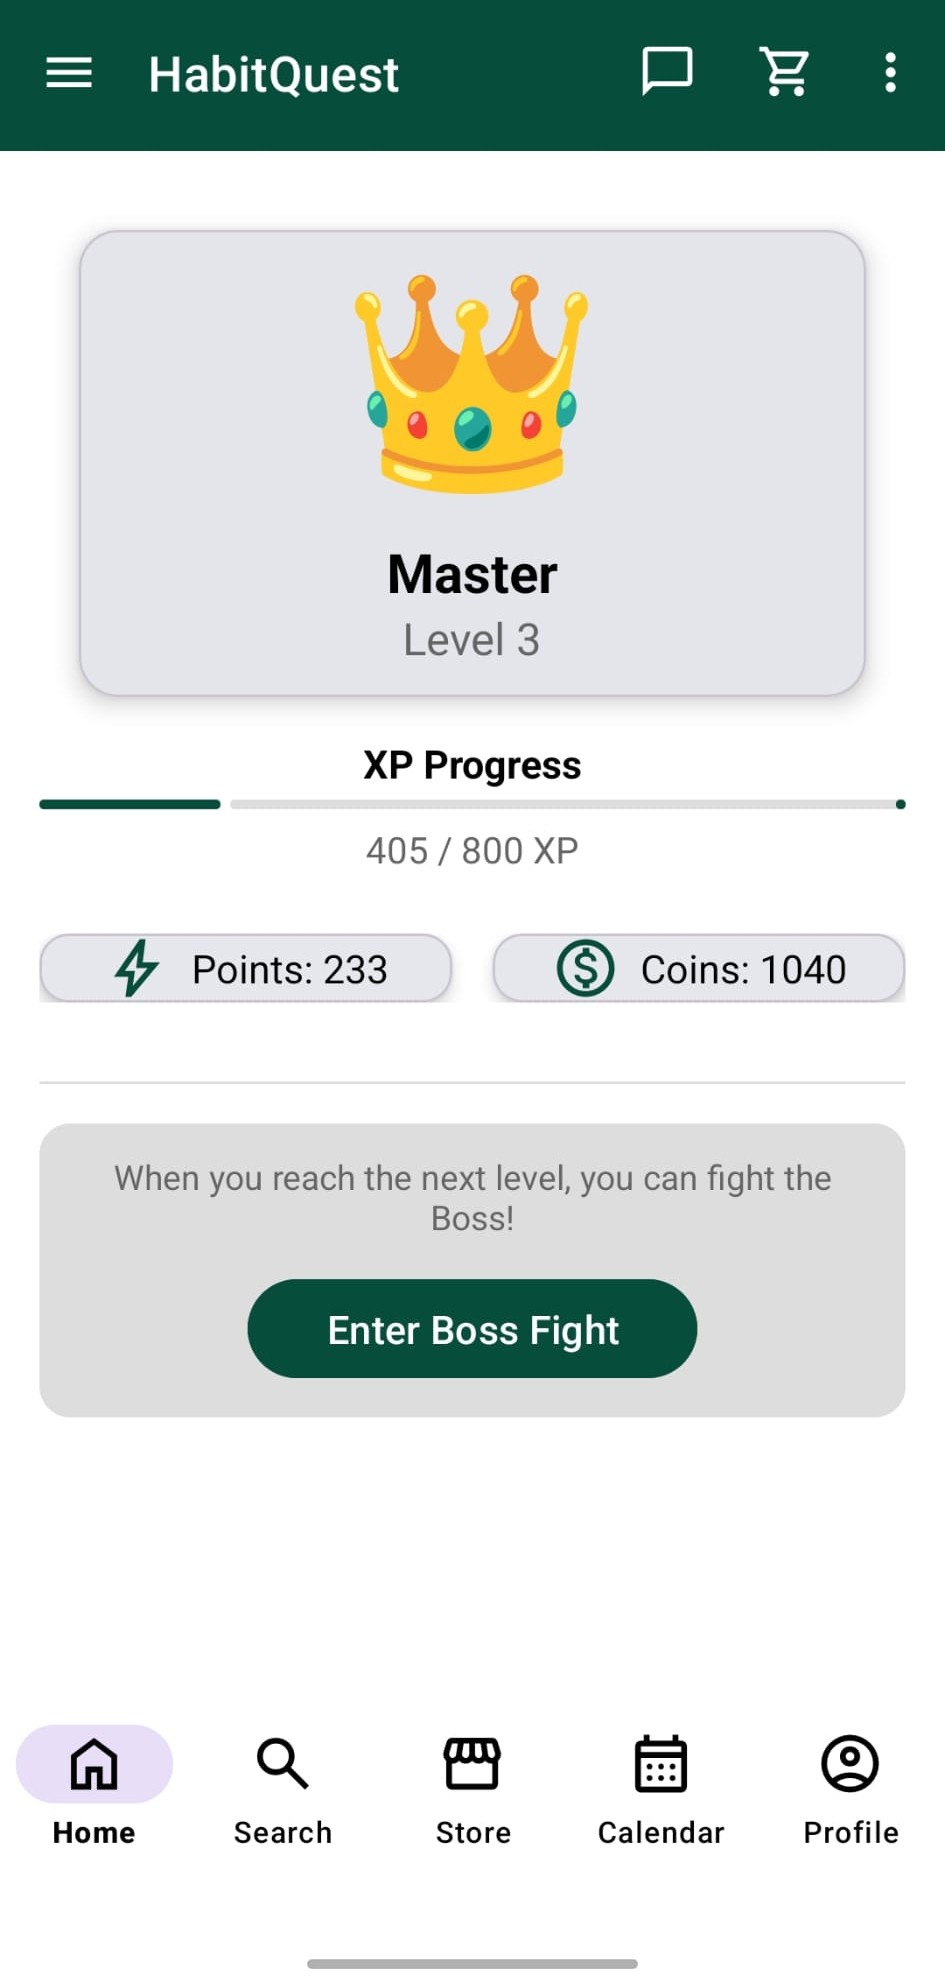 HabitQuest
Master
Level 3
XP Progress
405 / 800 XP
Points: 233
Coins: 1040
When you reach the next level, you can fight the
Boss!
Enter Boss Fight
Home
Search
Store
Calendar
Profile